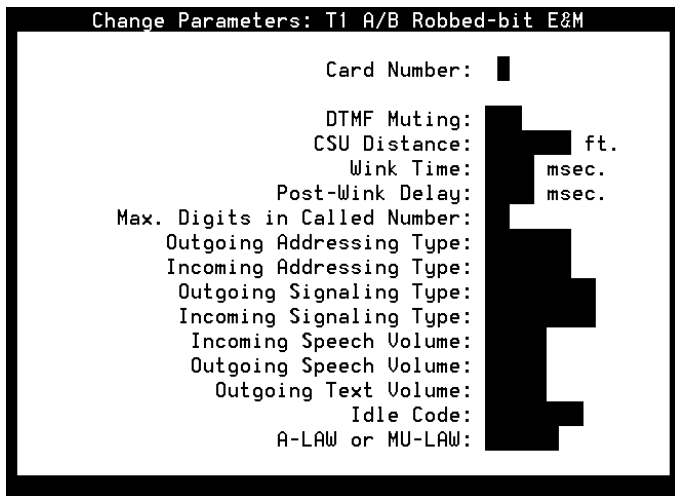 Change Parameters: T1 A/B Robbed-bit E&M
Card Number:
DTMF Muting:
CSU Distance: ft.
Wink Time: msec.
Post-Wink Delay: msec.
Max. Digits in Called Number:
Outgoing Addressing Type:
Incoming Addressing Type:
Outgoing Signaling Type:
Incoming Signaling Type:
Incoming Speech Volume:
Outgoing Speech Volume:
Outgoing Text Volume:
Idle Code:
A-LAW or MU-LAW: